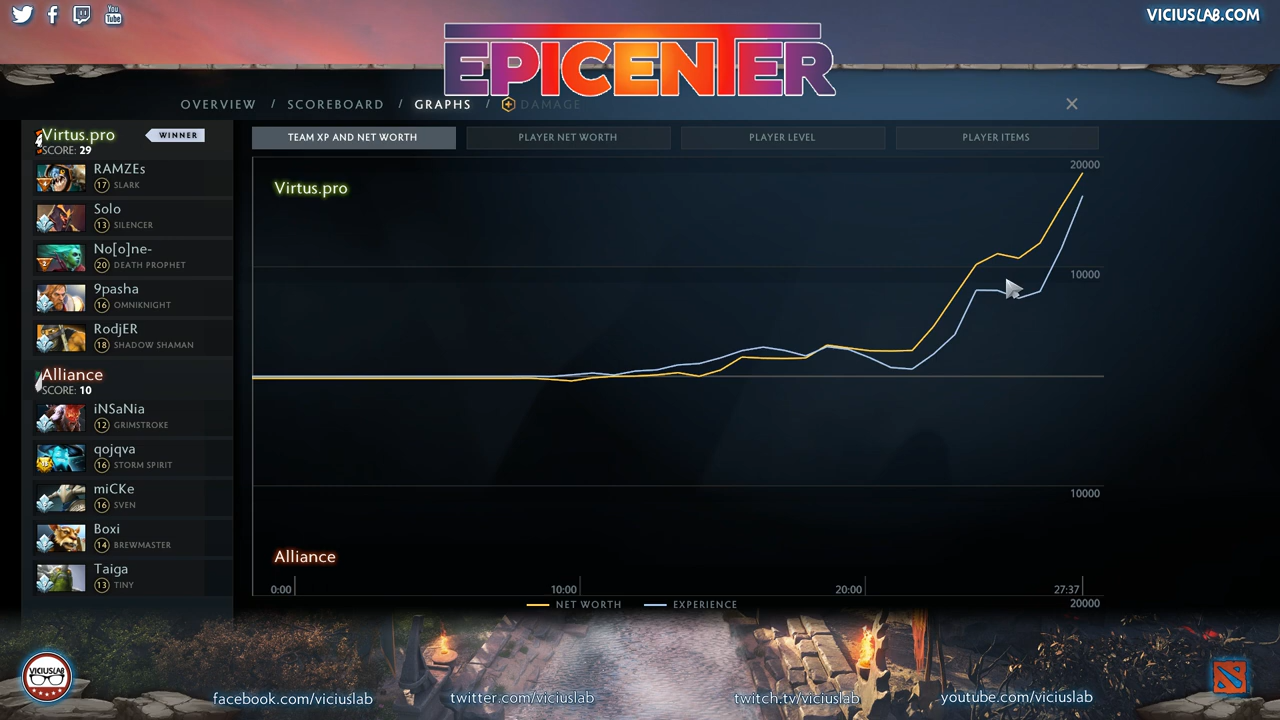 You
Tube
VICIUSLAB.COM
EPICENTER
OVERVIEW / SCOREBOARD / GRAPHS / DAMAGE
Virtus.pro WINNER
SCORE: 29
RAMZEs
17 SLARK
Solo
13 SILENCER
No[o]ne-
20 DEATH PROPHET
9pasha
16 OMNIKNIGHT
RodjER
18 SHADOW SHAMAN
Alliance
SCORE: 10
iNSaNia
12 GRIMSTROKE
qojqva
16 STORM SPIRIT
miCKe
16 SVEN
Boxi
14 BREWMASTER
Taiga
13 TINY
TEAM XP AND NET WORTH PLAYER NET WORTH PLAYER LEVEL PLAYER ITEMS
20000
Virtus.pro
10000
10000
Alliance
0:00 10:00 20:00 27:37
NET WORTH EXPERIENCE 20000
VICIUSLAB
facebook.com/viciuslab twitter.com/viciuslab twitch.tv/viciuslab youtube.com/viciuslab